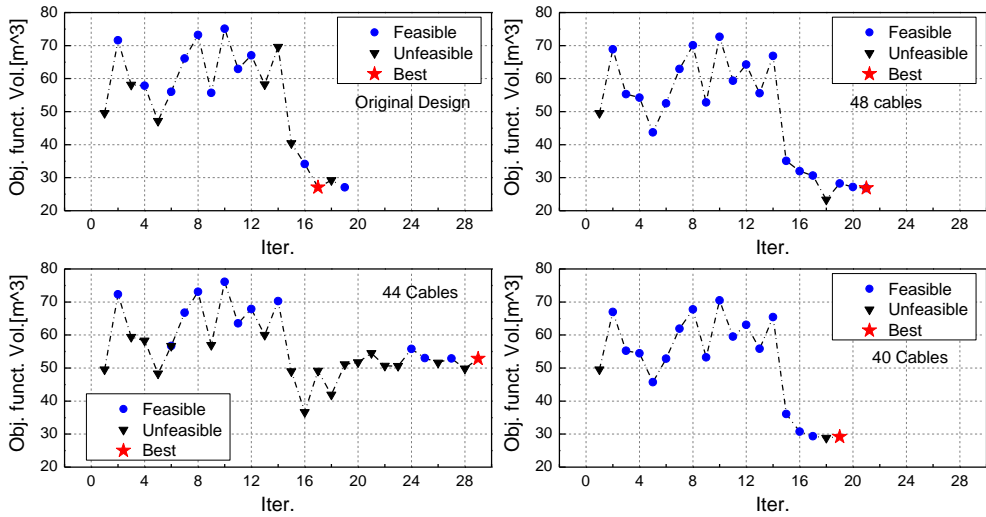 Obj. funct. Vol.[m^3]
80
70
60
50
40
30
20
Feasible
Unfeasible
Best
Original Design
0 4 8 12 16 20 24 28
Iter.
Obj. funct. Vol.[m^3]
80
70
60
50
40
30
20
Feasible
Unfeasible
Best
48 cables
0 4 8 12 16 20 24 28
Iter.
Obj. funct. Vol.[m^3]
80
70
60
50
40
30
20
44 Cables
Feasible
Unfeasible
Best
0 4 8 12 16 20 24 28
Iter.
Obj. funct. Vol.[m^3]
80
70
60
50
40
30
20
Feasible
Unfeasible
Best
40 Cables
0 4 8 12 16 20 24 28
Iter.